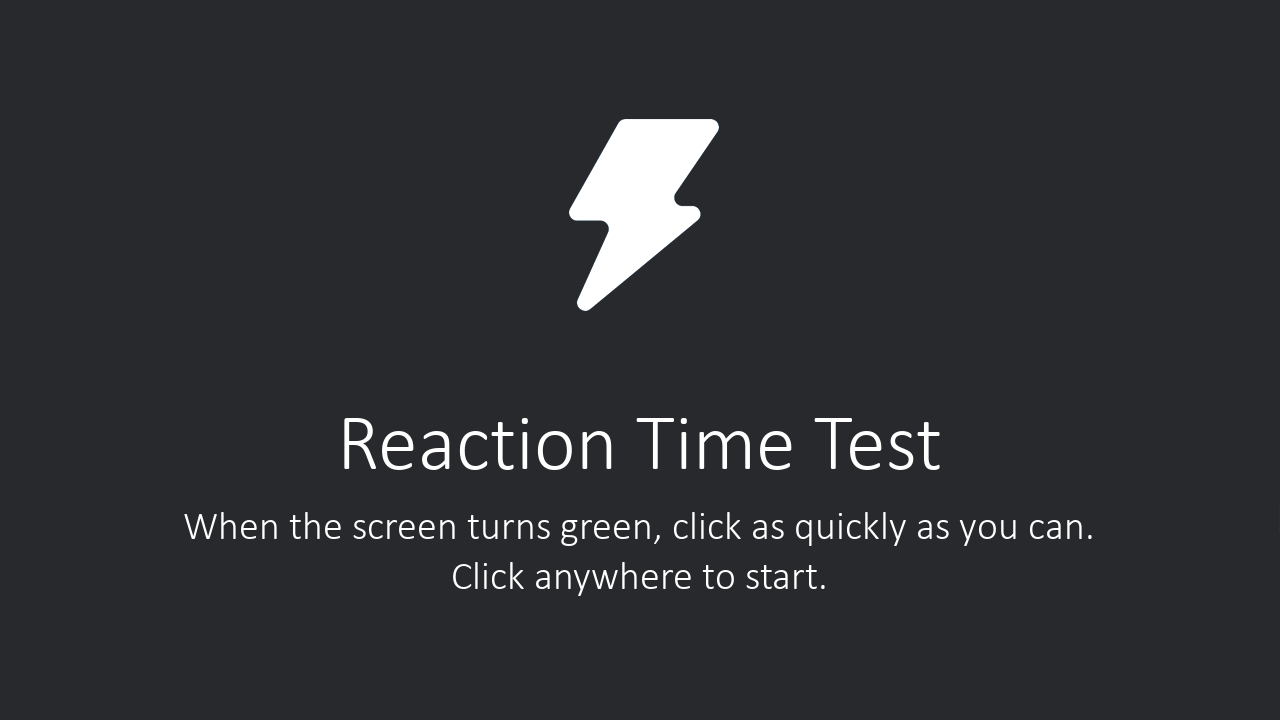 Reaction Time Test
When the screen turns green, click as quickly as you can.
Click anywhere to start.